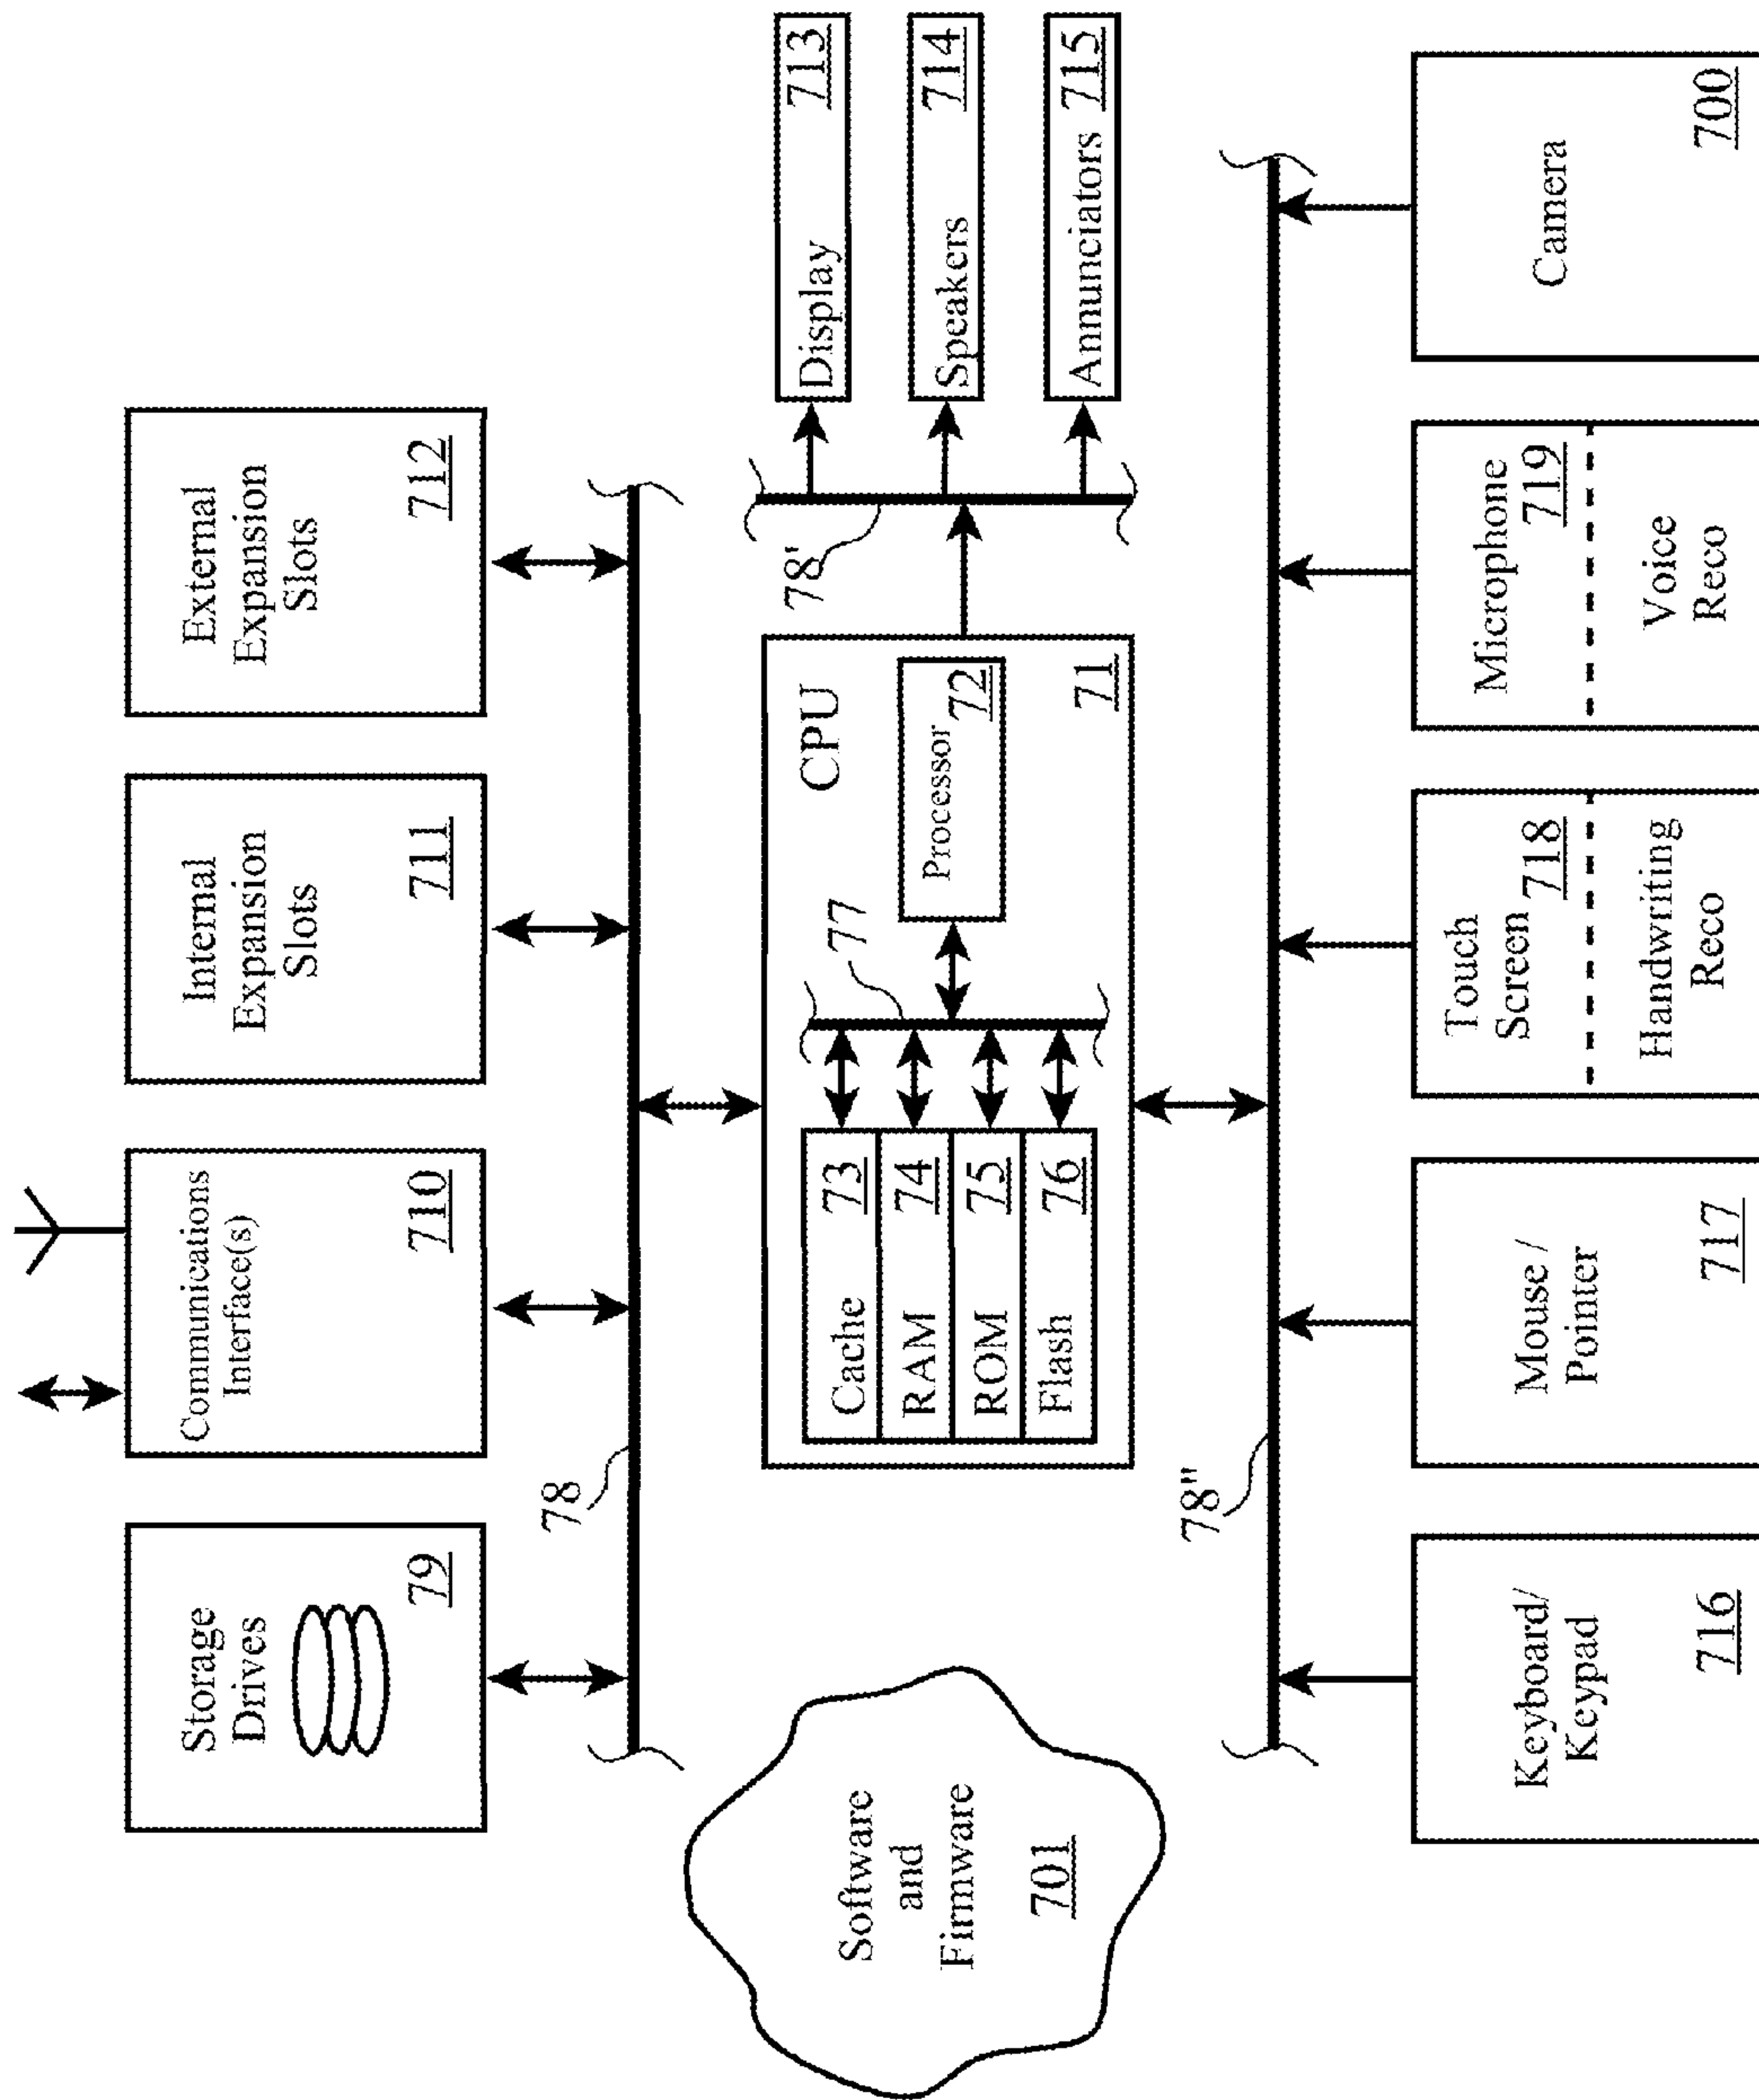 Storage
Drives
79
Communications
Interface(s)
710
Internal
Expansion
Slots
711
External
Expansion
Slots
712
78
Software
and
Firmware
701
CPU
Cache 73
RAM 74
ROM 75
Flash 76
77
Processor
72
71
78'
Display 713
Speakers 714
Annunciators 715
78"
Keyboard/
Keypad
716
Mouse /
Pointer
717
Touch
Screen 718
Handwriting
Reco
Microphone
719
Voice
Reco
Camera
700